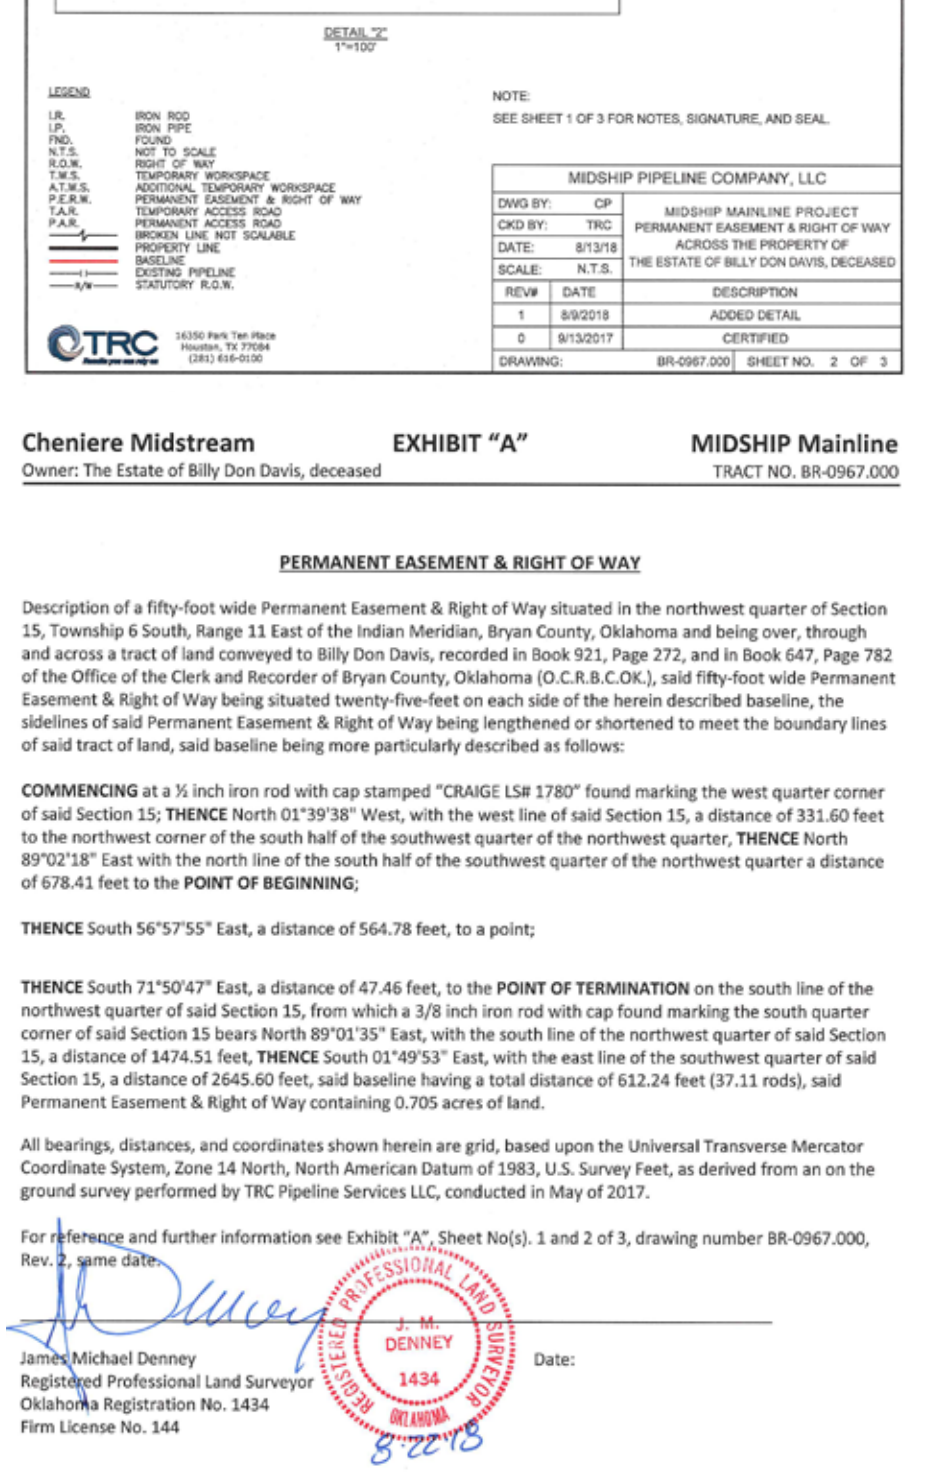 DETAIL "2"
1"=100'
LEGEND
I.R. IRON ROD
I.P. IRON PIPE
FND. FOUND
N.T.S. NOT TO SCALE
R.O.W. RIGHT OF WAY
T.W.S. TEMPORARY WORKSPACE
A.T.W.S. ADDITIONAL TEMPORARY WORKSPACE
P.E.R.W. PERMANENT EASEMENT & RIGHT OF WAY
T.A.R. TEMPORARY ACCESS ROAD
P.A.R. PERMANENT ACCESS ROAD
BROKEN LINE NOT SCALABLE
PROPERTY LINE
BASELINE
EXISTING PIPELINE
R/W STATUTORY R.O.W.
TRC
Results you can rely on
16350 Park Ten Place
Houston, TX 77084
(281) 616-0100
NOTE:
SEE SHEET 1 OF 3 FOR NOTES, SIGNATURE, AND SEAL.
MIDSHIP PIPELINE COMPANY, LLC
DWG BY: CP
CKD BY: TRC
DATE: 8/13/18
SCALE: N.T.S.
MIDSHIP MAINLINE PROJECT
PERMANENT EASEMENT & RIGHT OF WAY
ACROSS THE PROPERTY OF
THE ESTATE OF BILLY DON DAVIS, DECEASED
REV# DATE DESCRIPTION
1 8/9/2018 ADDED DETAIL
0 9/13/2017 CERTIFIED
DRAWING: BR-0967.000 SHEET NO. 2 OF 3
Cheniere Midstream EXHIBIT "A" MIDSHIP Mainline
Owner: The Estate of Billy Don Davis, deceased TRACT NO. BR-0967.000
PERMANENT EASEMENT & RIGHT OF WAY
Description of a fifty-foot wide Permanent Easement & Right of Way situated in the northwest quarter of Section
15, Township 6 South, Range 11 East of the Indian Meridian, Bryan County, Oklahoma and being over, through
and across a tract of land conveyed to Billy Don Davis, recorded in Book 921, Page 272, and in Book 647, Page 782
of the Office of the Clerk and Recorder of Bryan County, Oklahoma (O.C.R.B.C.OK.), said fifty-foot wide Permanent
Easement & Right of Way being situated twenty-five-feet on each side of the herein described baseline, the
sidelines of said Permanent Easement & Right of Way being lengthened or shortened to meet the boundary lines
of said tract of land, said baseline being more particularly described as follows:
COMMENCING at a ½ inch iron rod with cap stamped "CRAIGE LS# 1780" found marking the west quarter corner
of said Section 15; THENCE North 01°39'38" West, with the west line of said Section 15, a distance of 331.60 feet
to the northwest corner of the south half of the southwest quarter of the northwest quarter, THENCE North
89°02'18" East with the north line of the south half of the southwest quarter of the northwest quarter a distance
of 678.41 feet to the POINT OF BEGINNING;
THENCE South 56°57'55" East, a distance of 564.78 feet, to a point;
THENCE South 71°50'47" East, a distance of 47.46 feet, to the POINT OF TERMINATION on the south line of the
northwest quarter of said Section 15, from which a 3/8 inch iron rod with cap found marking the south quarter
corner of said Section 15 bears North 89°01'35" East, with the south line of the northwest quarter of said Section
15, a distance of 1474.51 feet, THENCE South 01°49'53" East, with the east line of the southwest quarter of said
Section 15, a distance of 2645.60 feet, said baseline having a total distance of 612.24 feet (37.11 rods), said
Permanent Easement & Right of Way containing 0.705 acres of land.
All bearings, distances, and coordinates shown herein are grid, based upon the Universal Transverse Mercator
Coordinate System, Zone 14 North, North American Datum of 1983, U.S. Survey Feet, as derived from an on the
ground survey performed by TRC Pipeline Services LLC, conducted in May of 2017.
For reference and further information see Exhibit "A", Sheet No(s). 1 and 2 of 3, drawing number BR-0967.000,
Rev. 2, same date.
REGISTERED PROFESSIONAL LAND SURVEYOR
J. M.
DENNEY
1434
OKLAHOMA
8-22-18
James Michael Denney Date:
Registered Professional Land Surveyor
Oklahoma Registration No. 1434
Firm License No. 144